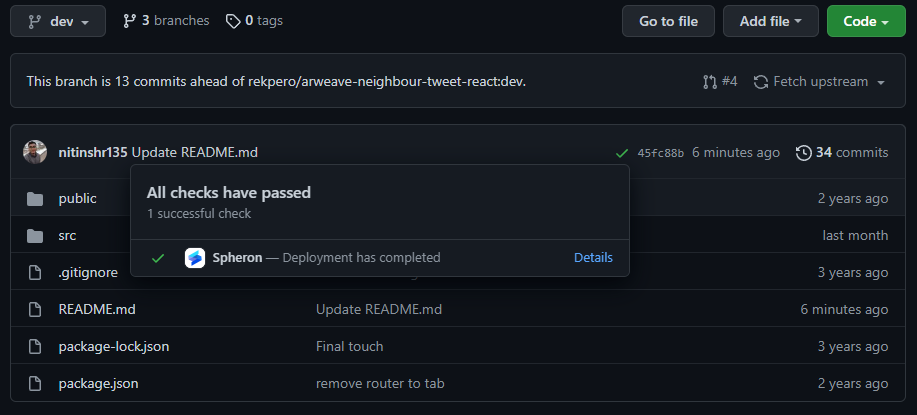 dev 3 branches 0 tags Go to file Add file Code
This branch is 13 commits ahead of rekpero/arweave-neighbour-tweet-react:dev. #4 Fetch upstream
nitinshr135 Update README.md 45fc88b 6 minutes ago 34 commits
All checks have passed
1 successful check
Spheron — Deployment has completed Details
public 2 years ago
src last month
.gitignore 3 years ago
README.md Update README.md 6 minutes ago
package-lock.json Final touch 3 years ago
package.json remove router to tab 2 years ago